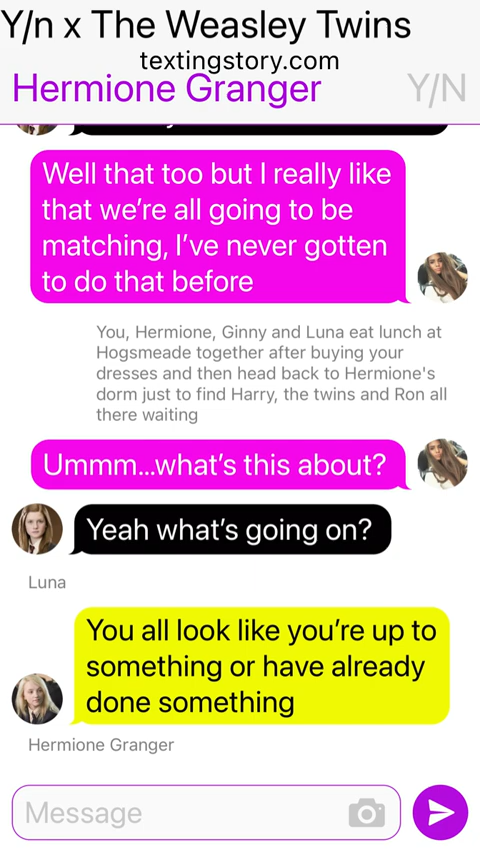 Y/n x The Weasley Twins
textingstory.com
Hermione Granger
Y/N
Well that too but I really like
that we're all going to be
matching, I've never gotten
to do that before
You, Hermione, Ginny and Luna eat lunch at
Hogsmeade together after buying your
dresses and then head back to Hermione's
dorm just to find Harry, the twins and Ron all
there waiting
Ummm...what's this about?
Yeah what's going on?
Luna
You all look like you're up to
something or have already
done something
Hermione Granger
Message